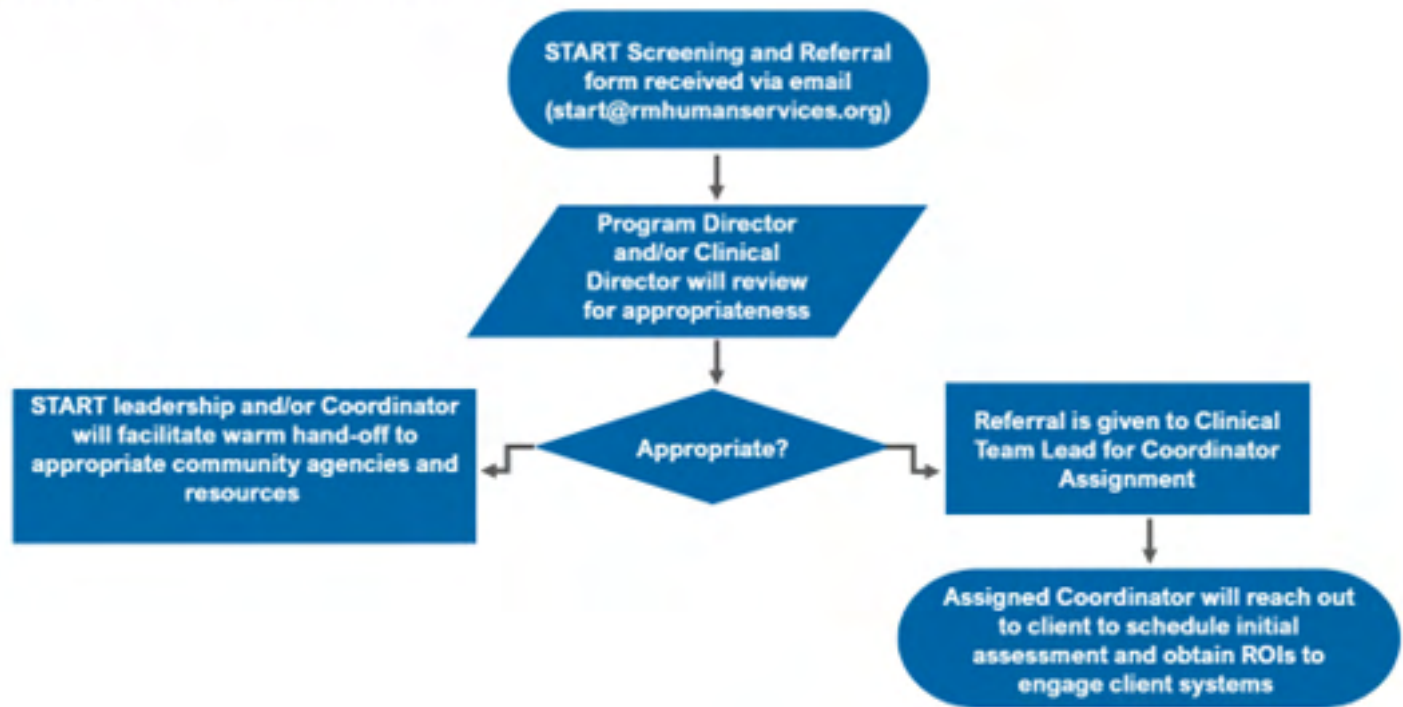 START Screening and Referral
form received via email
(start@rmhumanservices.org)
Program Director
and/or Clinical
Director will review
for appropriateness
Appropriate?
START leadership and/or Coordinator
will facilitate warm hand-off to
appropriate community agencies and
resources
Referral is given to Clinical
Team Lead for Coordinator
Assignment
Assigned Coordinator will reach out
to client to schedule initial
assessment and obtain ROIs to
engage client systems